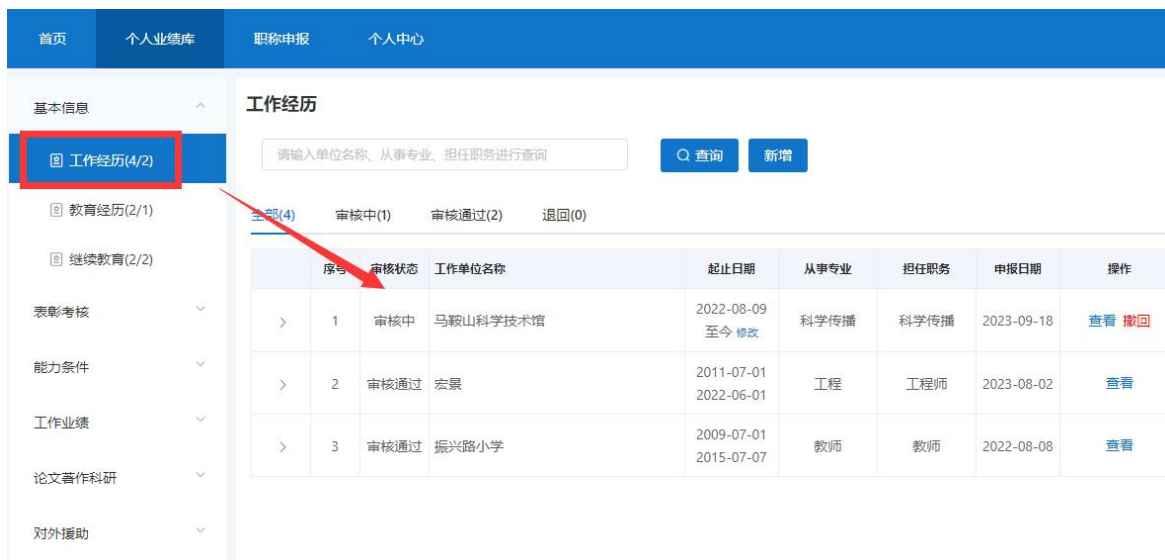 首页 个人业绩库 职称申报 个人中心
基本信息
工作经历(4/2)
教育经历(2/1)
继续教育(2/2)
表彰考核
能力条件
工作业绩
论文著作科研
对外援助
工作经历
请输入单位名称、从事专业、担任职务进行查询 查询 新增
全部(4) 审核中(1) 审核通过(2) 退回(0)
序号 审核状态 工作单位名称 起止日期 从事专业 担任职务 申报日期 操作
1 审核中 马鞍山科学技术馆 2022-08-09 科学传播 科学传播 2023-09-18 查看 撤回
至今 修改
2 审核通过 宏景 2011-07-01 工程 工程师 2023-08-02 查看
2022-06-01
3 审核通过 振兴路小学 2009-07-01 教师 教师 2022-08-08 查看
2015-07-07